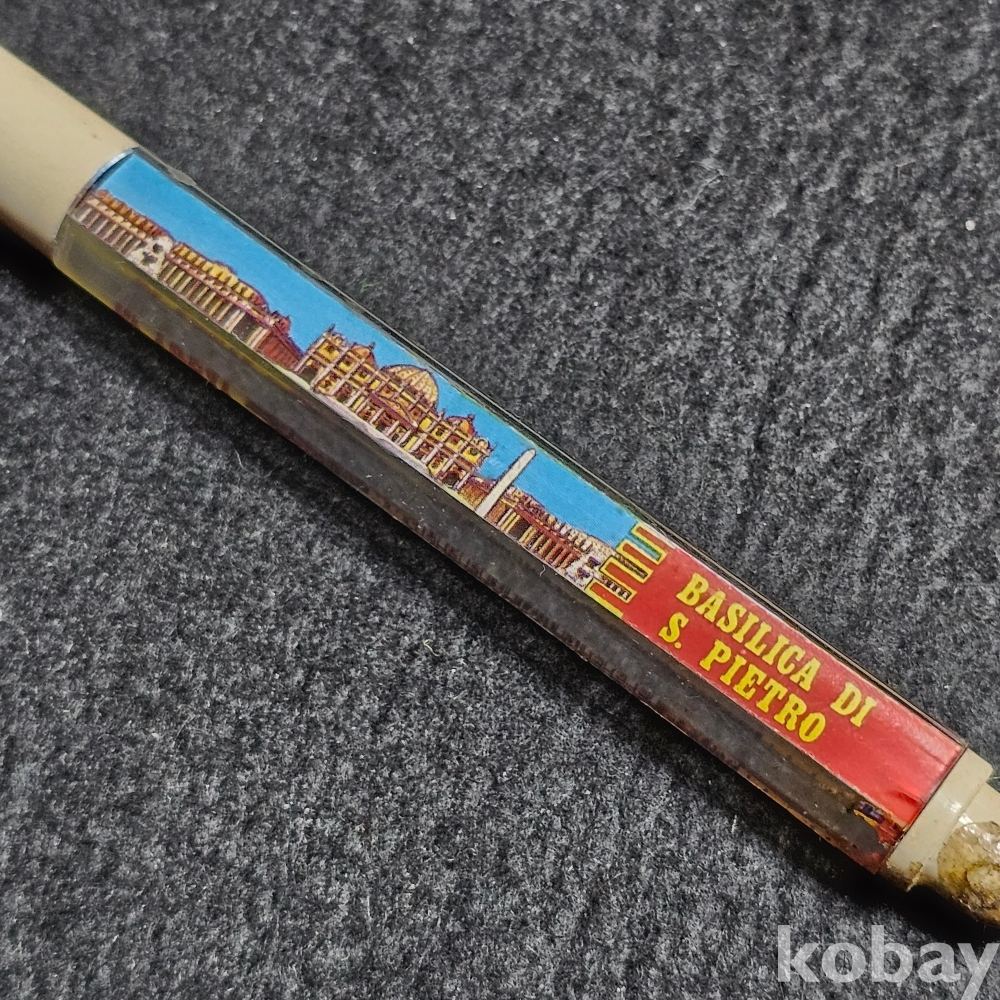 BASILICA DI
S. PIETRO
kobay